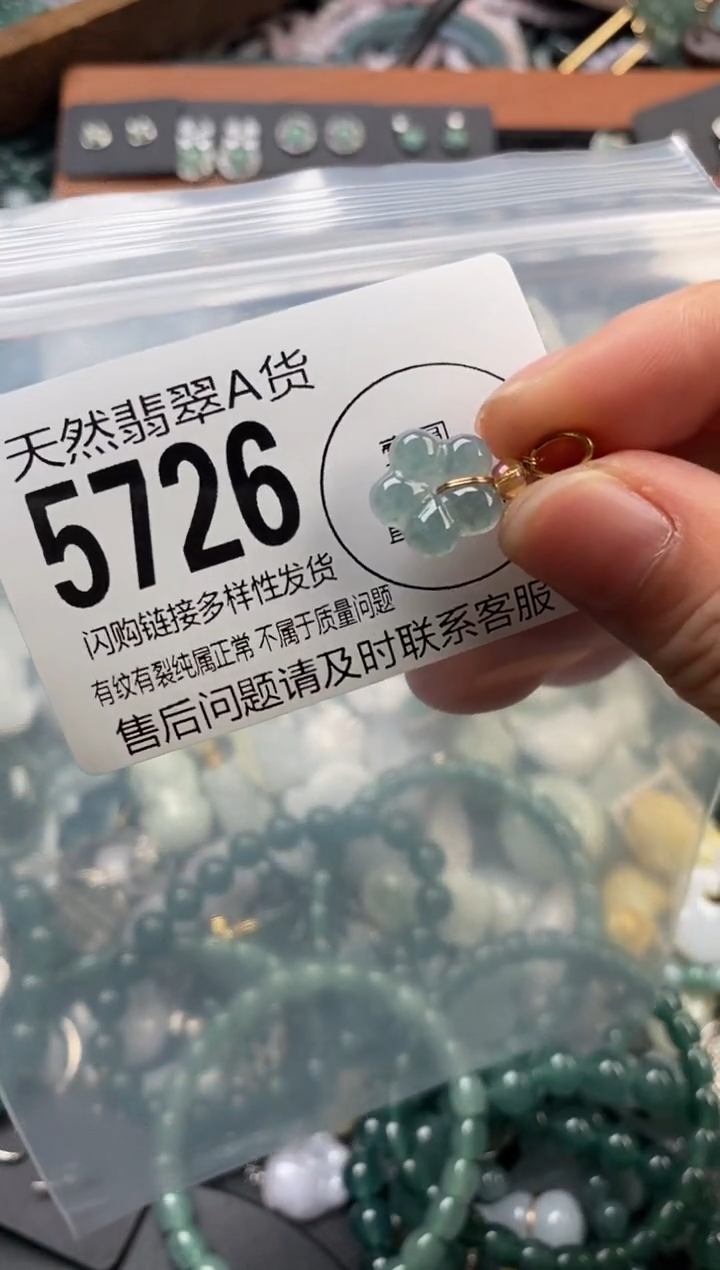 天然翡翠A货
5726
闪购链接多样性发货
有纹有裂纯属正常 不属于质量问题
售后问题请及时联系客服